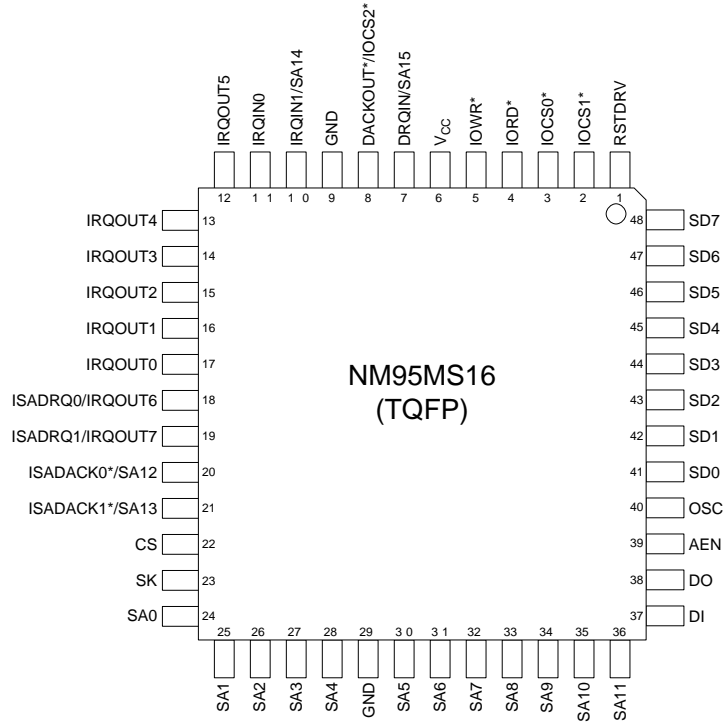 IRQOUT5
IRQIN0
IRQIN1/SA14
GND
DACKOUT*/IOCS2*
DRQIN/SA15
VCC
IOWR*
IORD*
IOCS0*
IOCS1*
RSTDRV
12
11
10
9
8
7
6
5
4
3
2
1
IRQOUT4 13
IRQOUT3 14
IRQOUT2 15
IRQOUT1 16
IRQOUT0 17
ISADRQ0/IRQOUT6 18
ISADRQ1/IRQOUT7 19
ISADACK0*/SA12 20
ISADACK1*/SA13 21
CS 22
SK 23
SA0 24
NM95MS16
(TQFP)
48 SD7
47 SD6
46 SD5
45 SD4
44 SD3
43 SD2
42 SD1
41 SD0
40 OSC
39 AEN
38 DO
37 DI
25
26
27
28
29
30
31
32
33
34
35
36
SA1
SA2
SA3
SA4
GND
SA5
SA6
SA7
SA8
SA9
SA10
SA11